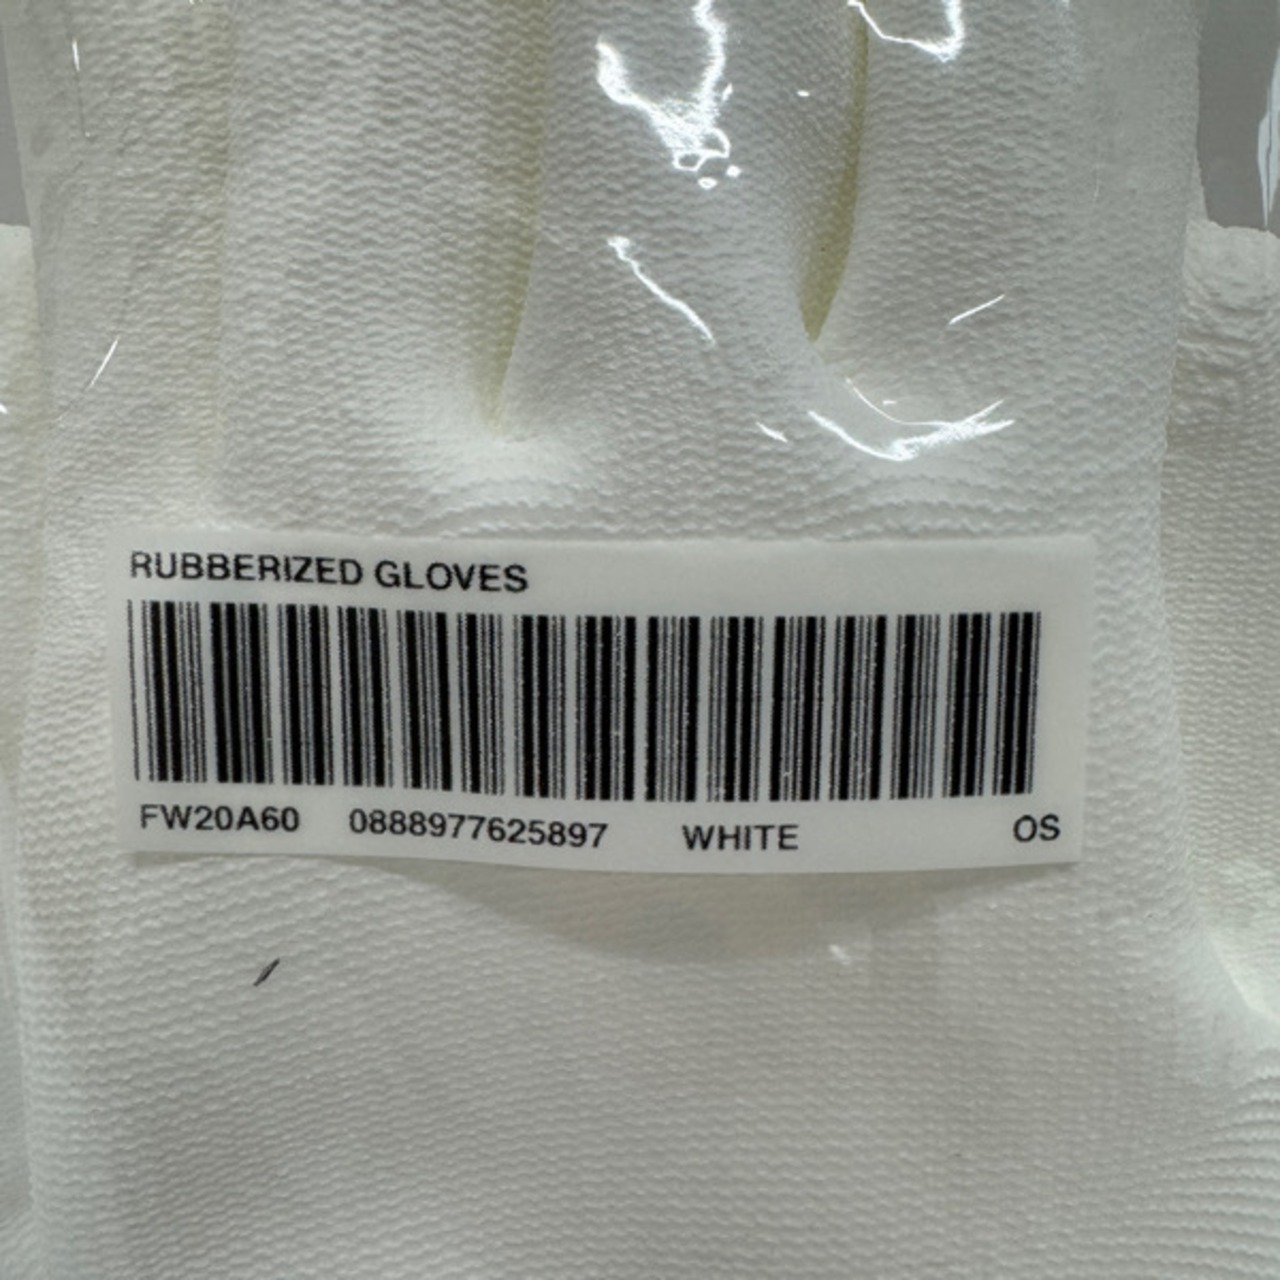 RUBBERIZED GLOVES
FW20A60 0888977625897 WHITE OS